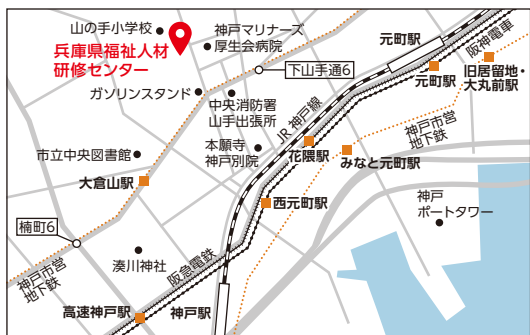 山の手小学校
神戸マリナーズ
厚生会病院
兵庫県福祉人材
研修センター
元町駅
阪神電車
下山手通6
元町駅
旧居留地・
大丸前駅
ガソリンスタンド
中央消防署
山手出張所
JR 神戸線
神戸市営
地下鉄
市立中央図書館
本願寺
神戸別院
花隈駅
みなと元町駅
大倉山駅
西元町駅
神戸
ポートタワー
楠町6
湊川神社
阪急電鉄
神戸市営
地下鉄
高速神戸駅
神戸駅